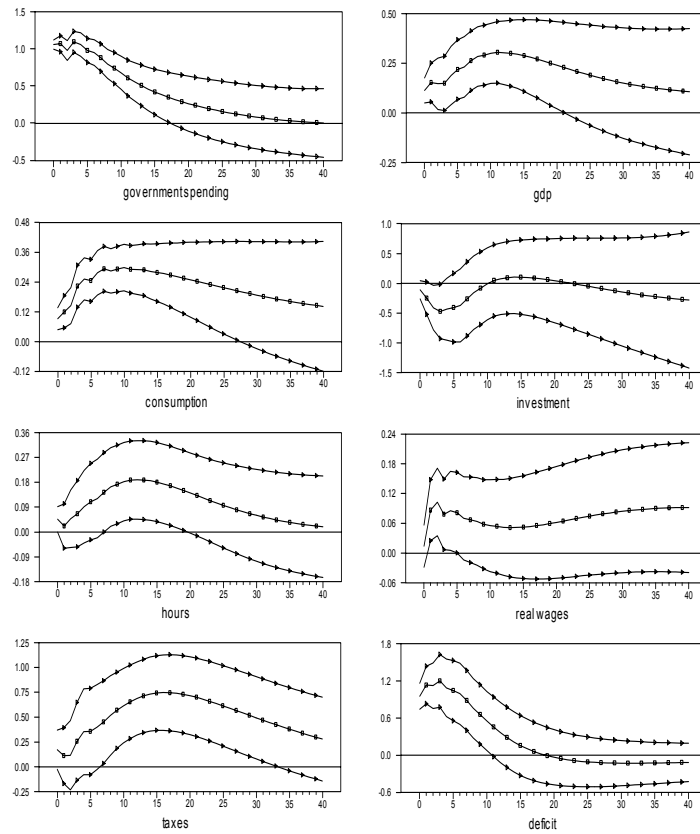 1.5
1.0
0.5
0.0
-0.5
0 5 10 15 20 25 30 35 40
governmentspending
0.50
0.25
0.00
-0.25
0 5 10 15 20 25 30 35 40
gdp
0.48
0.36
0.24
0.12
0.00
-0.12
0 5 10 15 20 25 30 35 40
consumption
1.0
0.5
0.0
-0.5
-1.0
-1.5
0 5 10 15 20 25 30 35 40
investment
0.36
0.27
0.18
0.09
0.00
-0.09
-0.18
0 5 10 15 20 25 30 35 40
hours
0.24
0.18
0.12
0.06
0.00
-0.06
0 5 10 15 20 25 30 35 40
real wages
1.25
1.00
0.75
0.50
0.25
0.00
-0.25
0 5 10 15 20 25 30 35 40
taxes
1.8
1.2
0.6
0.0
-0.6
0 5 10 15 20 25 30 35 40
deficit